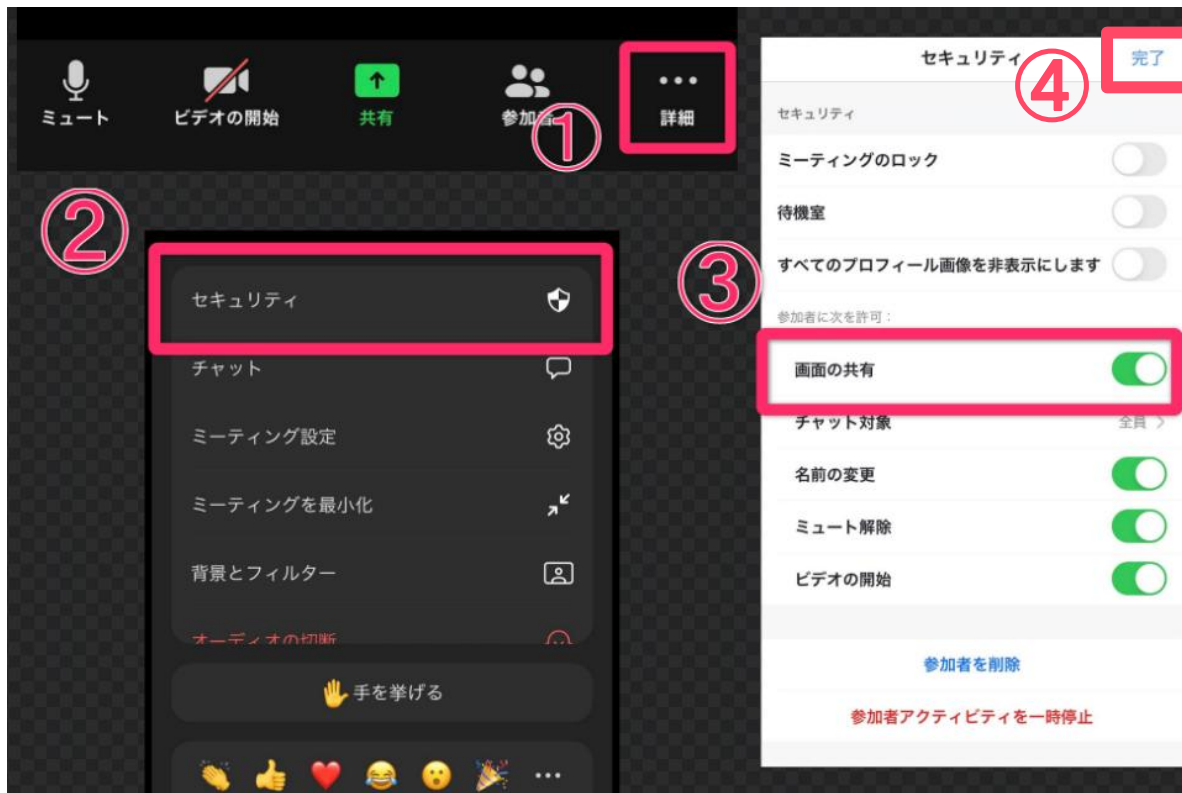 ミュート
ビデオの開始
共有
参加者
詳細
①
②
セキュリティ
チャット
ミーティング設定
ミーティングを最小化
背景とフィルター
オーディオの切断
手を挙げる
セキュリティ
完了
④
セキュリティ
ミーティングのロック
待機室
すべてのプロフィール画像を非表示にします
③
参加者に次を許可：
画面の共有
チャット対象
全員
名前の変更
ミュート解除
ビデオの開始
参加者を削除
参加者アクティビティを一時停止